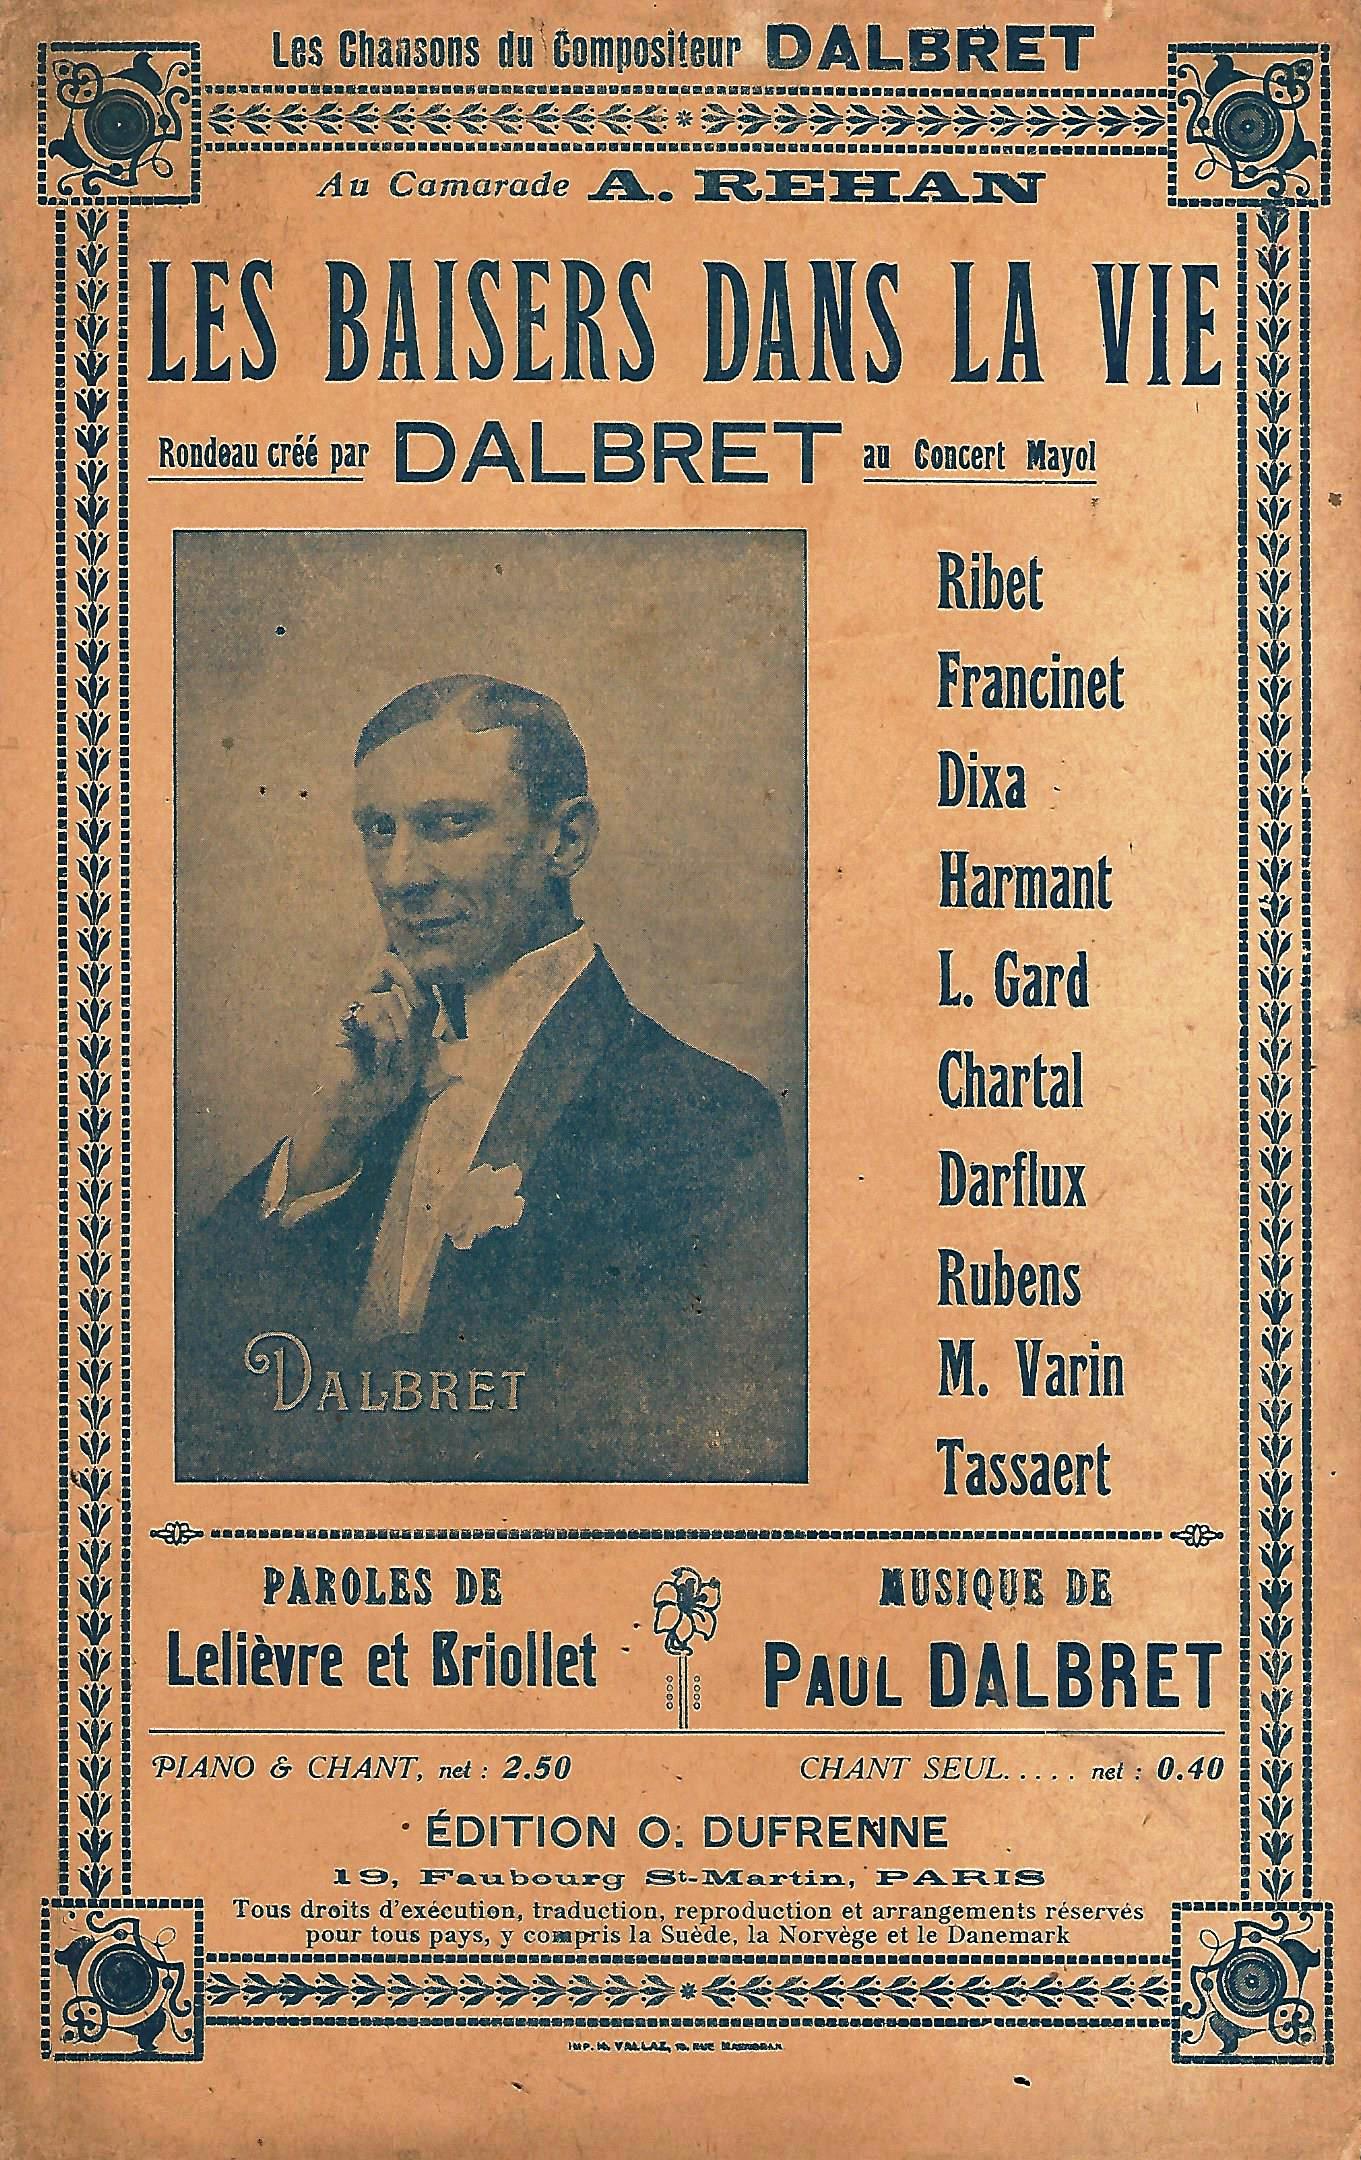 Les Chansons du Compositeur DALBRET
Au Camarade A. REHAN
LES BAISERS DANS LA VIE
Rondeau créé par DALBRET au Concert Mayol
Ribet
Francinet
Dixa
Harmant
L. Gard
Chartal
Darflux
Rubens
M. Varin
Tassaert
DALBRET
PAROLES DE
Lelièvre et Briollet
MUSIQUE DE
PAUL DALBRET
PIANO & CHANT, net : 2.50
CHANT SEUL..... net : 0.40
ÉDITION O. DUFRENNE
19, Faubourg St-Martin, PARIS
Tous droits d'exécution, traduction, reproduction et arrangements réservés
pour tous pays, y compris la Suède, la Norvège et le Danemark
IMP. VALLAZ, RUE